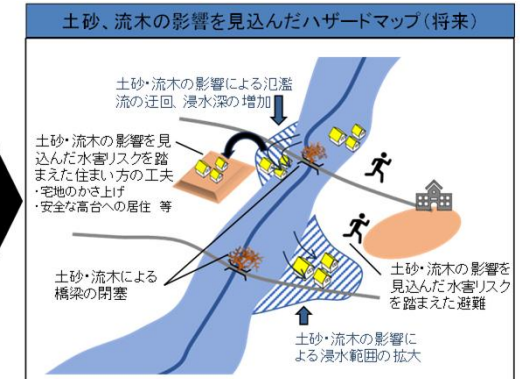 土砂、流木の影響を見込んだハザードマップ(将来)
土砂・流木の影響による氾濫
流の迂回、浸水深の増加
土砂・流木の影響を見
込んだ水害リスクを踏
まえた住まい方の工夫
・宅地のかさ上げ
・安全な高台への居住 等
土砂・流木による
橋梁の閉塞
土砂・流木の影響を
見込んだ水害リスク
を踏まえた避難
土砂・流木の影響に
よる浸水範囲の拡大